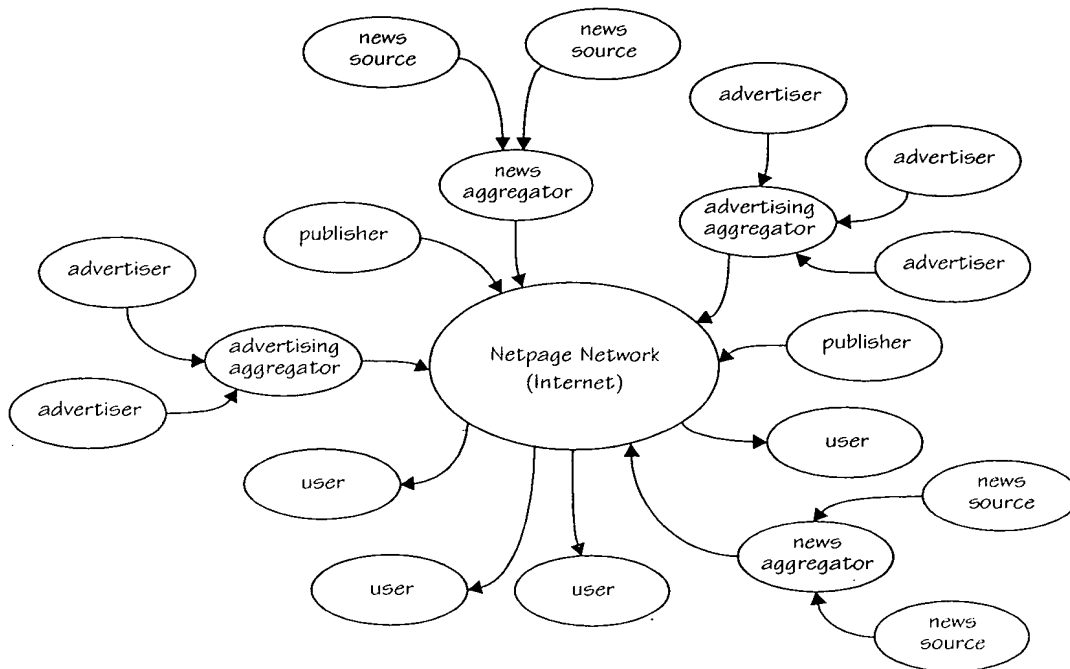 news
source
news
source
advertiser
advertiser
news
aggregator
advertising
aggregator
publisher
advertiser
advertiser
advertising
aggregator
Netpage Network
(Internet)
publisher
advertiser
user
user
news
source
news
aggregator
user
user
news
source